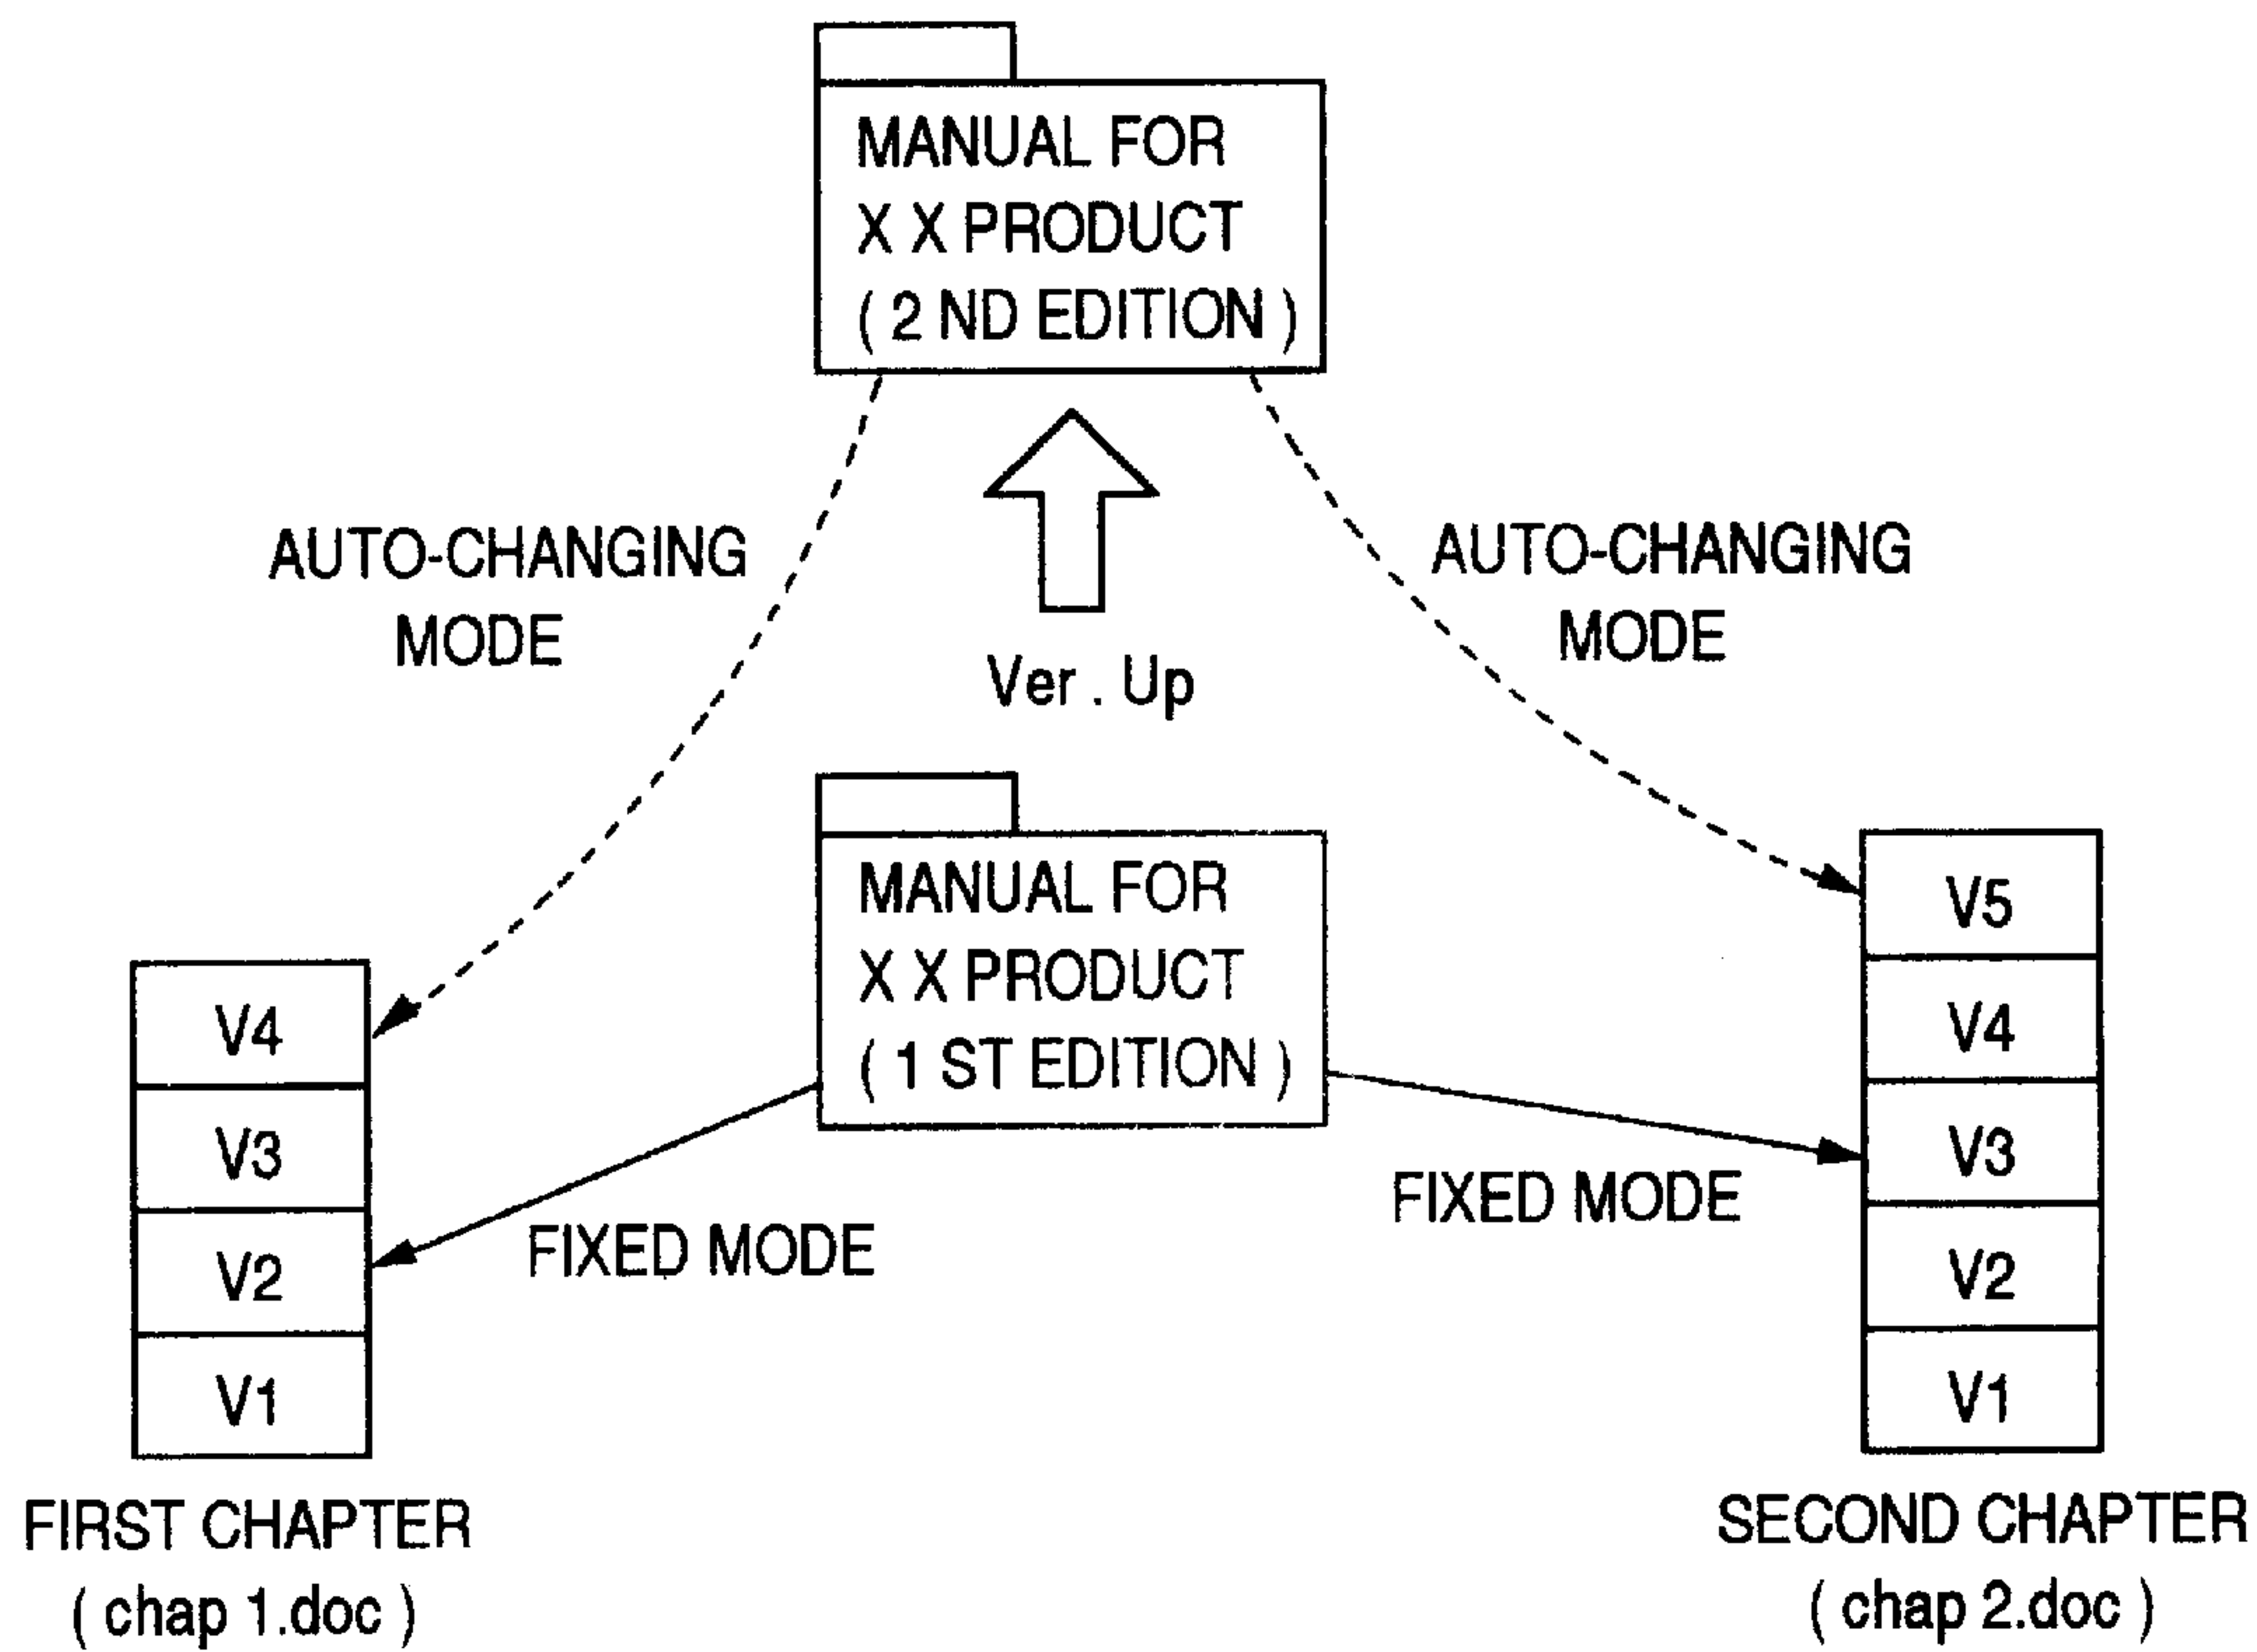 MANUAL FOR
X X PRODUCT
( 2 ND EDITION )
AUTO-CHANGING
MODE
AUTO-CHANGING
MODE
Ver . Up
MANUAL FOR
X X PRODUCT
( 1 ST EDITION )
FIXED MODE
FIXED MODE
V4
V3
V2
V1
FIRST CHAPTER
( chap 1.doc )
V5
V4
V3
V2
V1
SECOND CHAPTER
( chap 2.doc )